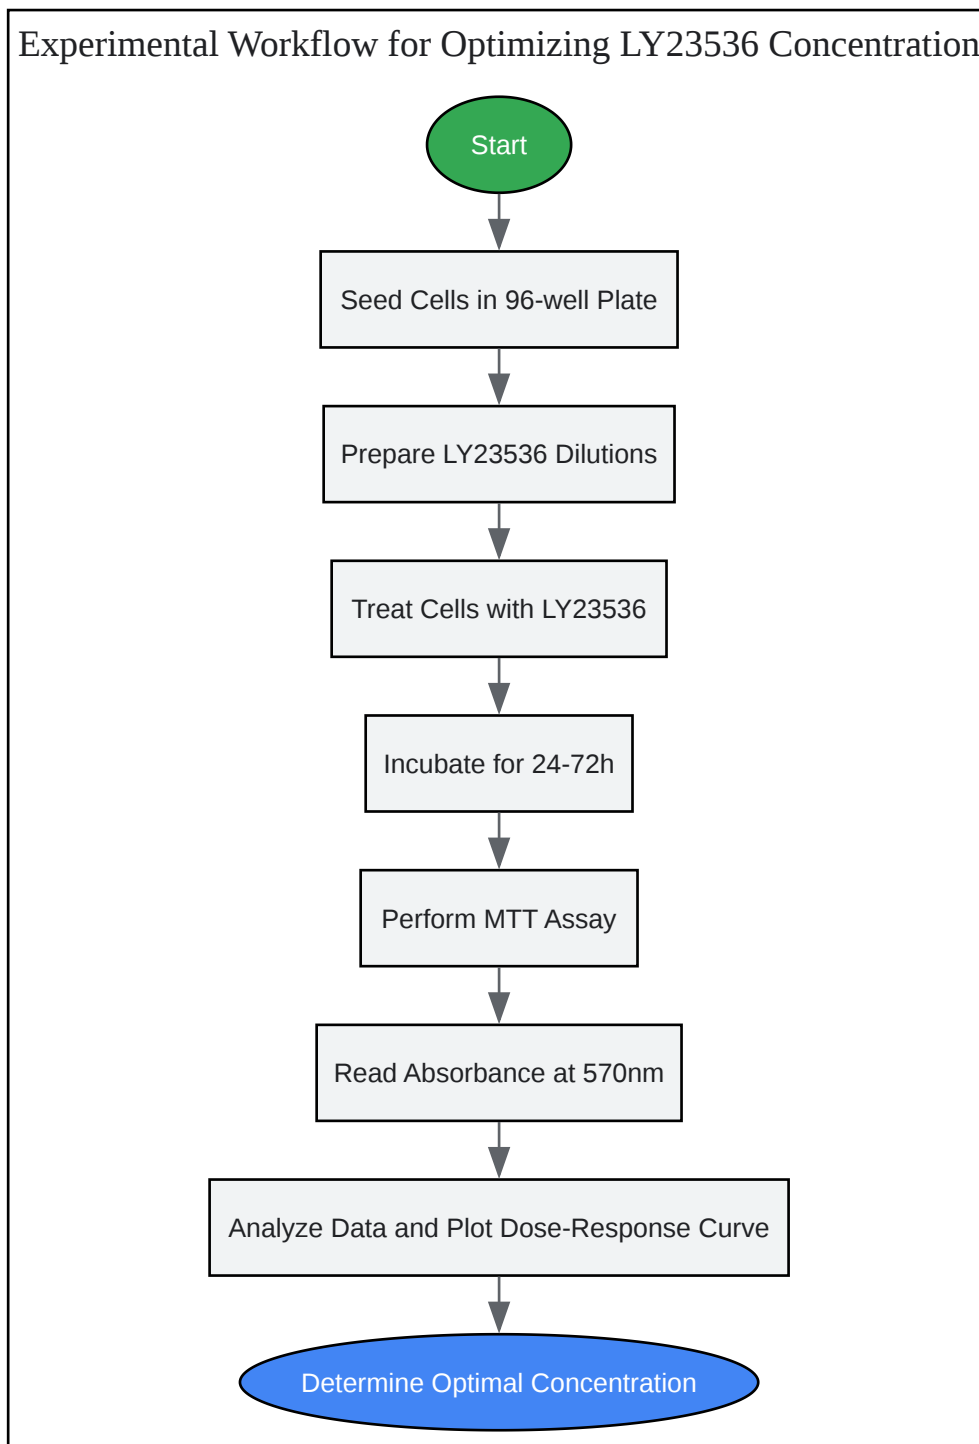 Experimental Workflow for Optimizing LY23536 Concentration
Start
Seed Cells in 96-well Plate
Prepare LY23536 Dilutions
Treat Cells with LY23536
Incubate for 24-72h
Perform MTT Assay
Read Absorbance at 570nm
Analyze Data and Plot Dose-Response Curve
Determine Optimal Concentration